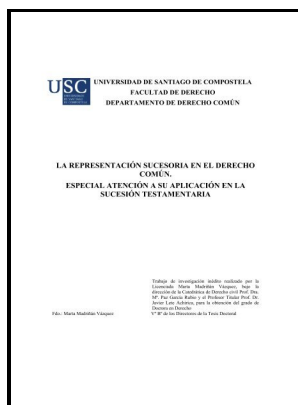 USC
UNIVERSIDAD DE SANTIAGO DE COMPOSTELA
FACULTAD DE DERECHO
DEPARTAMENTO DE DERECHO COMÚN
LA REPRESENTACIÓN SUCESORIA EN EL DERECHO
COMÚN.
ESPECIAL ATENCIÓN A SU APLICACIÓN EN LA
SUCESIÓN TESTAMENTARIA
Trabajo de investigación inédito realizado por la
Licenciada María Madriñán Vázquez, bajo la
dirección de la Catedrática de Derecho civil Prof. Dra.
Mª. Paz García Rubio y el Profesor Titular Prof. Dr.
Javier Lete Achirica, para la obtención del grado de
Doctora en Derecho
Fdo.: Marta Madriñán Vázquez
Vº Bº de los Directores de la Tesis Doctoral